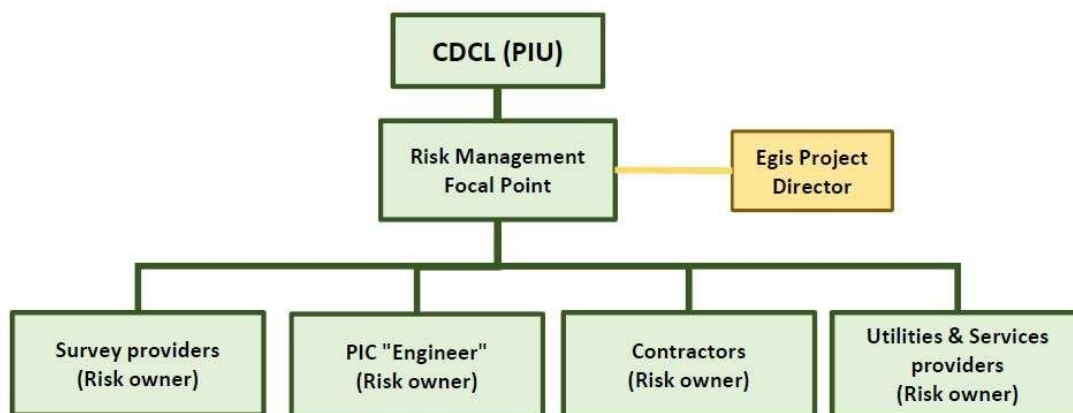 CDCL (PIU)
Risk Management
Focal Point
Egis Project
Director
Survey providers
(Risk owner)
PIC "Engineer"
(Risk owner)
Contractors
(Risk owner)
Utilities & Services
providers
(Risk owner)